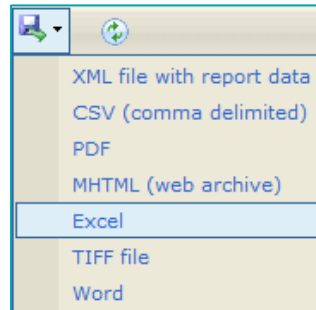 XML file with report data
CSV (comma delimited)
PDF
MHTML (web archive)
Excel
TIFF file
Word